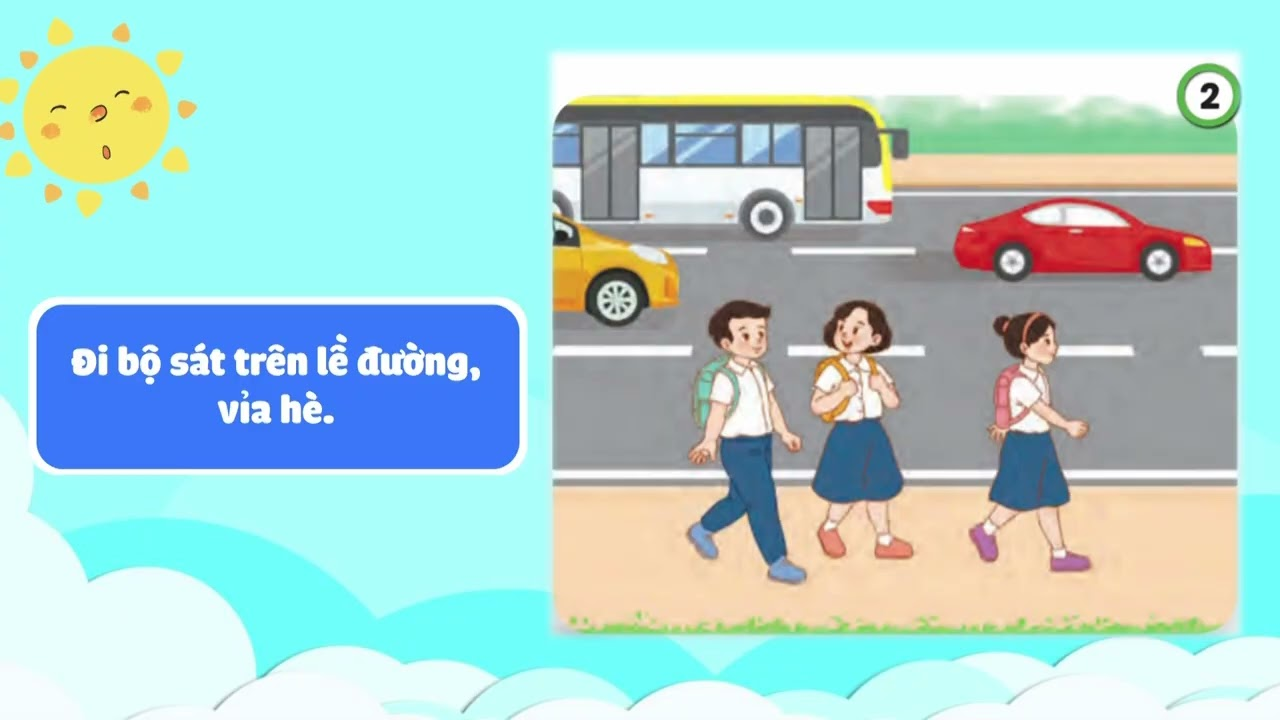 2
Đi bộ sát trên lề đường,
vỉa hè.